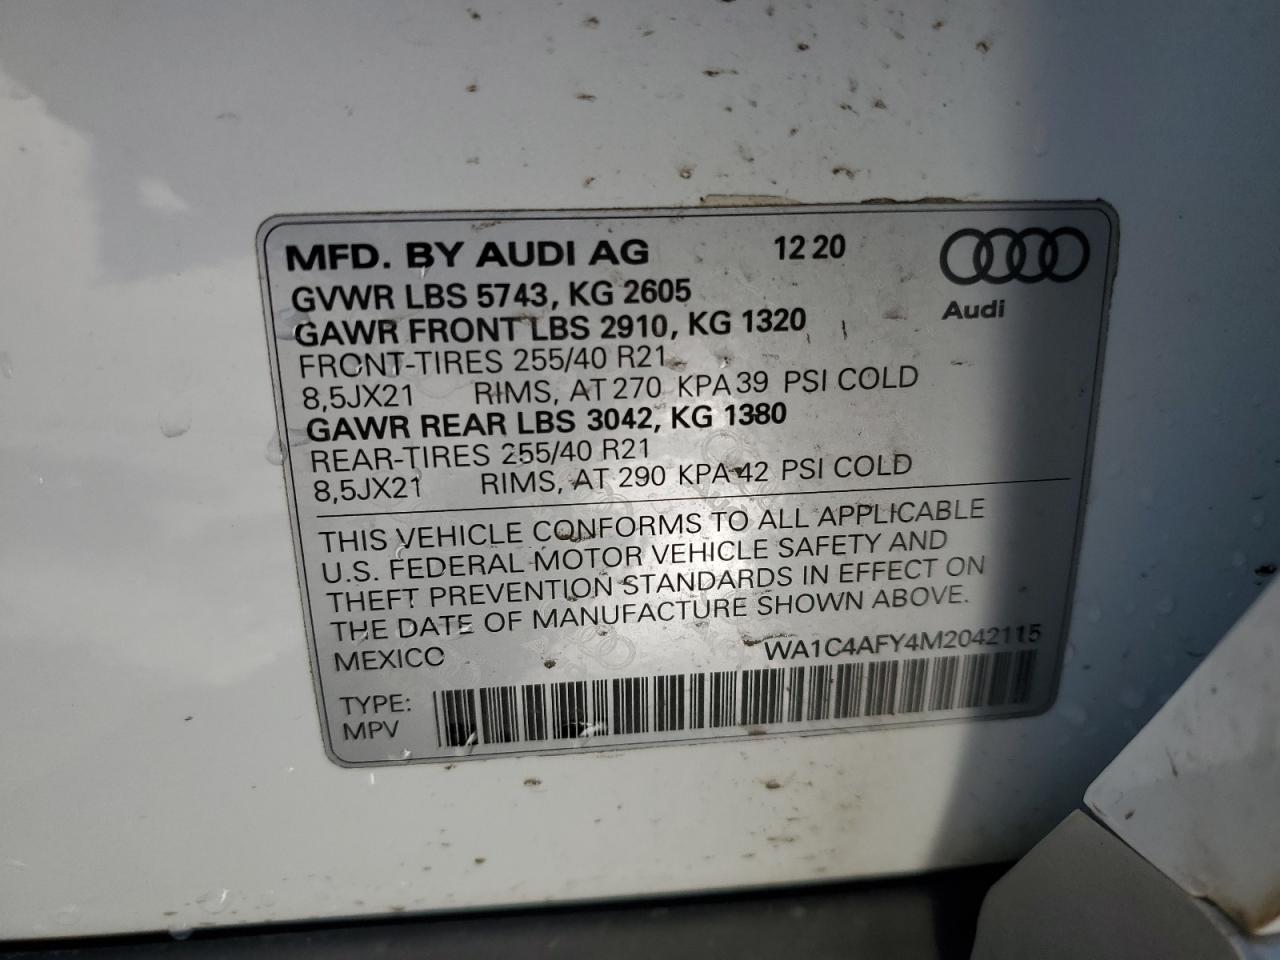 MFD. BY AUDI AG 12 20
Audi
GVWR LBS 5743, KG 2605
GAWR FRONT LBS 2910, KG 1320
FRONT-TIRES 255/40 R21
8,5JX21 RIMS, AT 270 KPA 39 PSI COLD
GAWR REAR LBS 3042, KG 1380
REAR-TIRES 255/40 R21
8,5JX21 RIMS, AT 290 KPA 42 PSI COLD
THIS VEHICLE CONFORMS TO ALL APPLICABLE
U.S. FEDERAL MOTOR VEHICLE SAFETY AND
THEFT PREVENTION STANDARDS IN EFFECT ON
THE DATE OF MANUFACTURE SHOWN ABOVE.
MEXICO WA1C4AFY4M2042115
TYPE:
MPV